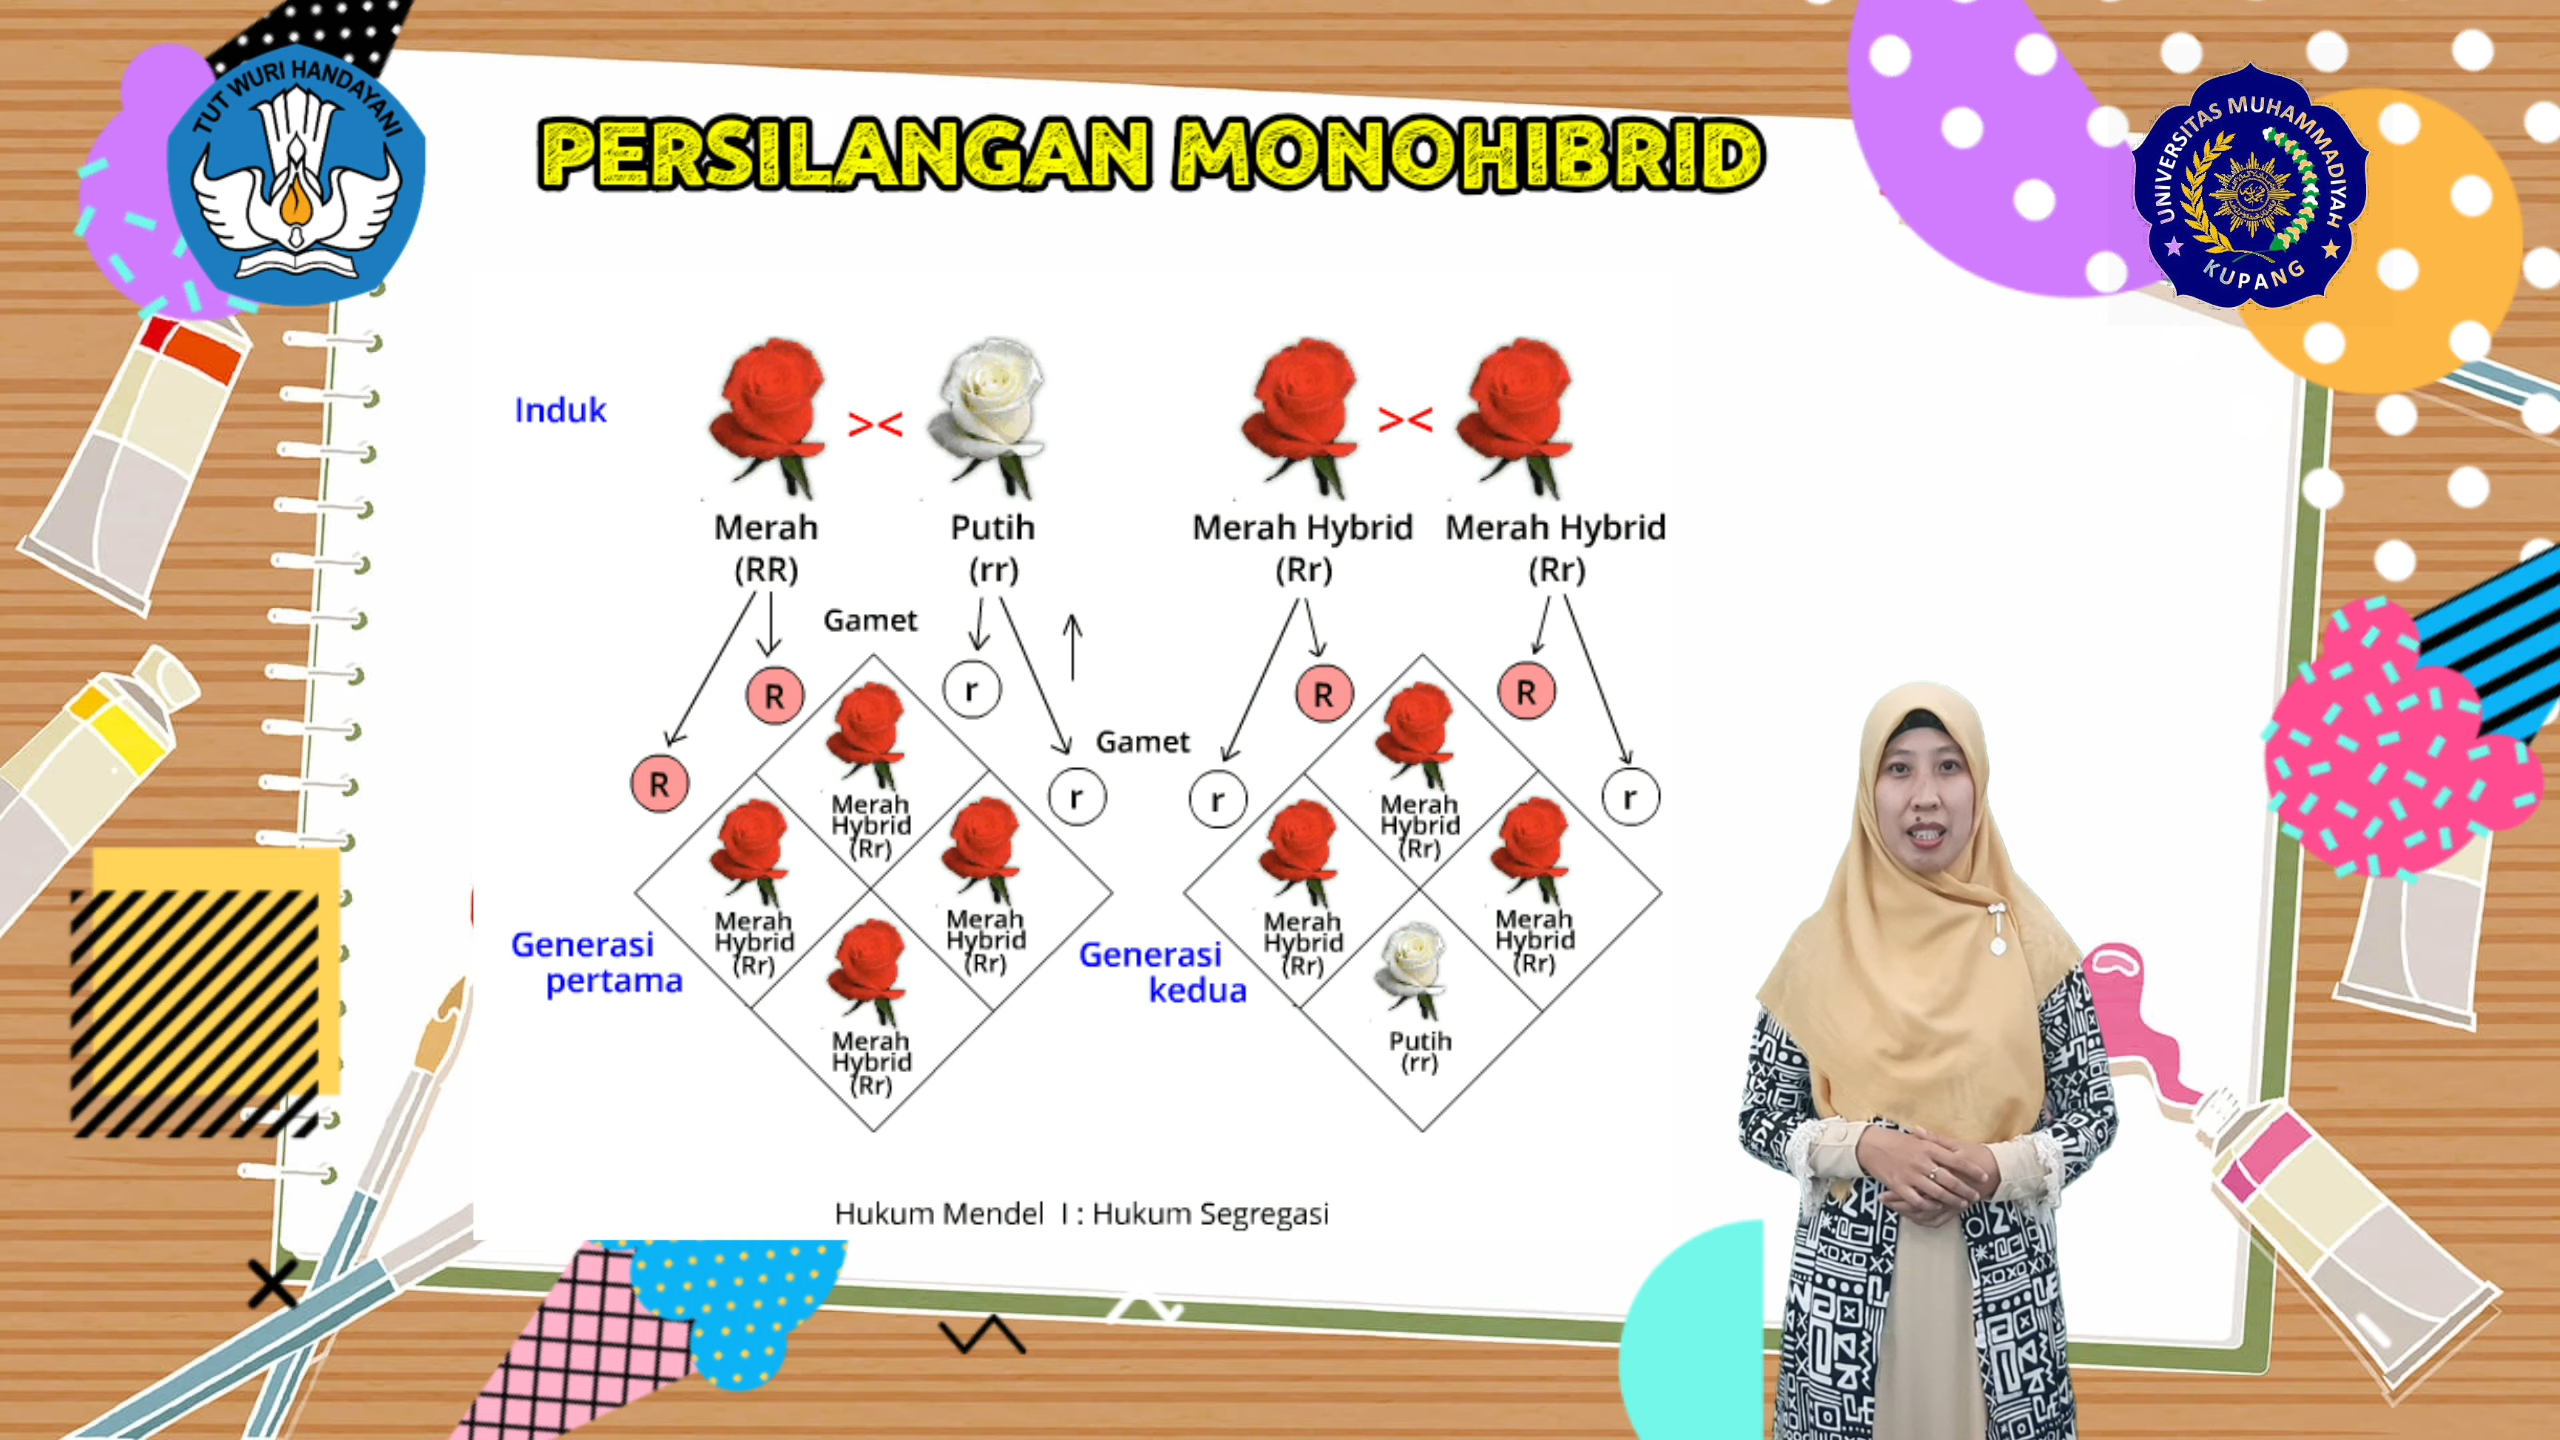 TUT WURI HANDAYANI
UNIVERSITAS MUHAMMADIYAH
KUPANG
PERSILANGAN MONOHIBRID
Induk
><
><
Merah
(RR)
Putih
(rr)
Merah Hybrid
(Rr)
Merah Hybrid
(Rr)
Gamet
R
r
R
R
R
r
Gamet
r
r
Merah
Hybrid
(Rr)
Merah
Hybrid
(Rr)
Merah
Hybrid
(Rr)
Merah
Hybrid
(Rr)
Merah
Hybrid
(Rr)
Merah
Hybrid
(Rr)
Merah
Hybrid
(Rr)
Generasi
pertama
Generasi
kedua
Putih
(rr)
Hukum Mendel I : Hukum Segregasi